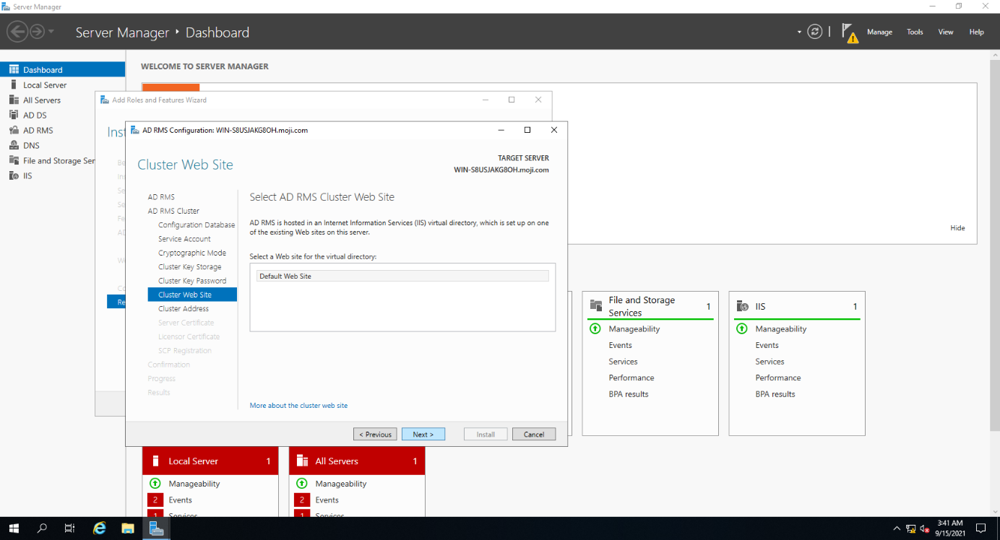 Server Manager
Server Manager ‣ Dashboard
Manage Tools View Help
Dashboard
Local Server
All Servers
AD DS
AD RMS
DNS
File and Storage Ser
IIS
WELCOME TO SERVER MANAGER
Hide
Add Roles and Features Wizard
AD RMS Configuration: WIN-S8USJAKG8OH.moji.com
Cluster Web Site
TARGET SERVER
WIN-S8USJAKG8OH.moji.com
AD RMS
AD RMS Cluster
Configuration Database
Service Account
Cryptographic Mode
Cluster Key Storage
Cluster Key Password
Cluster Web Site
Cluster Address
Server Certificate
Licensor Certificate
SCP Registration
Confirmation
Progress
Results
Select AD RMS Cluster Web Site
AD RMS is hosted in an Internet Information Services (IIS) virtual directory, which is set up on one
of the existing Web sites on this server.
Select a Web site for the virtual directory:
Default Web Site
More about the cluster web site
< Previous Next > Install Cancel
File and Storage
Services 1
Manageability
Events
Services
Performance
BPA results
IIS 1
Manageability
Events
Services
Performance
BPA results
Local Server 1
Manageability
2 Events
1 Services
All Servers 1
Manageability
2 Events
1 Services
3:41 AM
9/15/2021